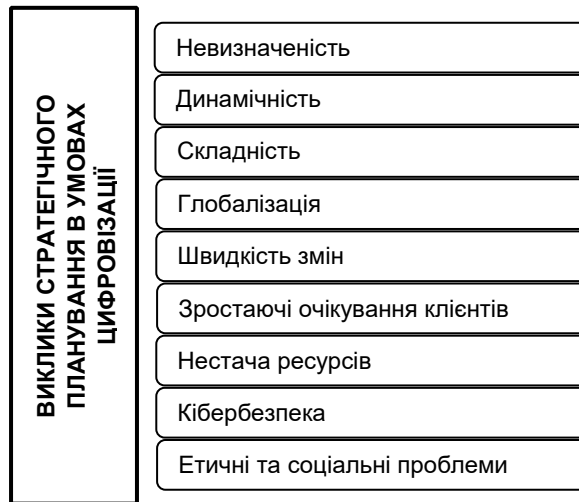 ВИКЛИКИ СТРАТЕГІЧНОГО
ПЛАНУВАННЯ В УМОВАХ
ЦИФРОВІЗАЦІЇ
Невизначеність
Динамічність
Складність
Глобалізація
Швидкість змін
Зростаючі очікування клієнтів
Нестача ресурсів
Кібербезпека
Етичні та соціальні проблеми